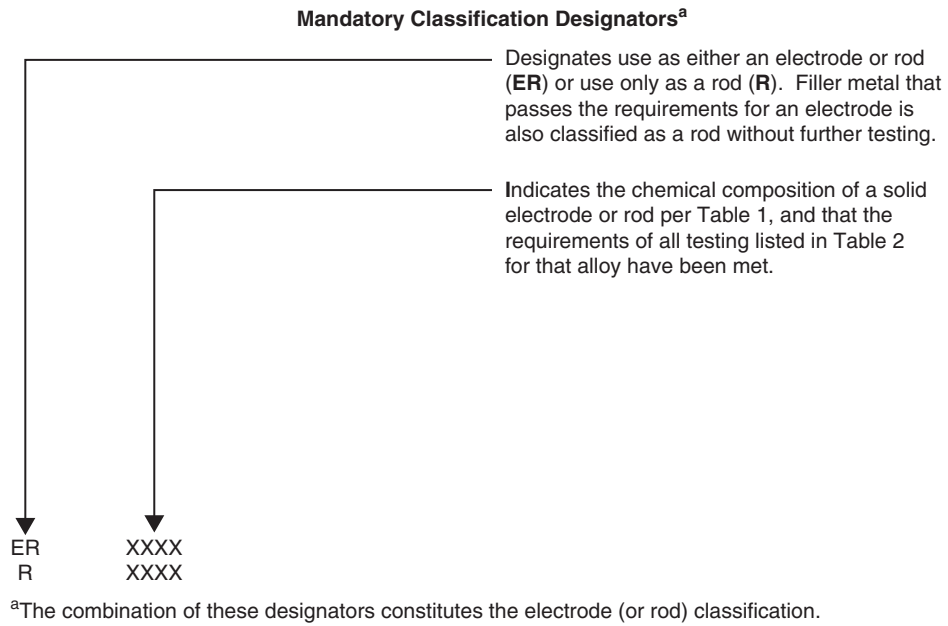 Mandatory Classification Designatorsa
Designates use as either an electrode or rod
(ER) or use only as a rod (R). Filler metal that
passes the requirements for an electrode is
also classified as a rod without further testing.
Indicates the chemical composition of a solid
electrode or rod per Table 1, and that the
requirements of all testing listed in Table 2
for that alloy have been met.
ER XXXX
R XXXX
aThe combination of these designators constitutes the electrode (or rod) classification.